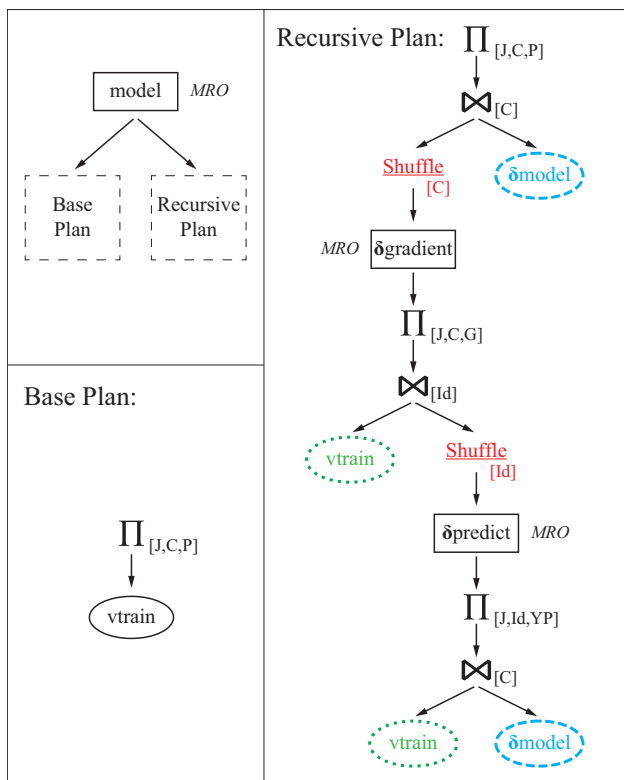 model MRO
Base
Plan
Recursive
Plan
Base Plan:
∏[J,C,P]
vtrain
Recursive Plan:
∏[J,C,P]
⋈[C]
Shuffle
[C]
δmodel
MRO δgradient
∏[J,C,G]
⋈[Id]
vtrain
Shuffle
[Id]
δpredict MRO
∏[J,Id,YP]
⋈[C]
vtrain
δmodel